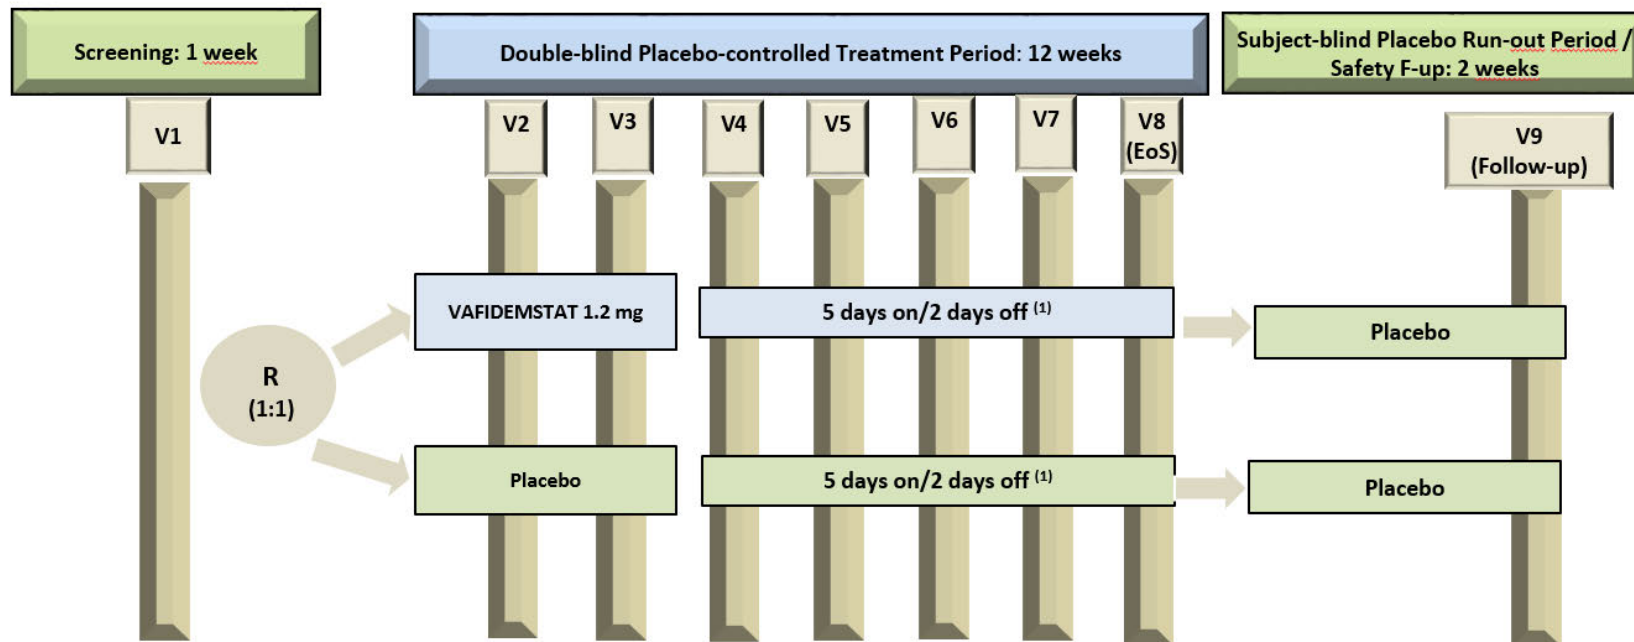 Screening: 1 week
Double-blind Placebo-controlled Treatment Period: 12 weeks
Subject-blind Placebo Run-out Period /
Safety F-up: 2 weeks
V1
V2
V3
V4
V5
V6
V7
V8
(EoS)
V9
(Follow-up)
R
(1:1)
VAFIDEMSTAT 1.2 mg
5 days on/2 days off (1)
Placebo
Placebo
5 days on/2 days off (1)
Placebo